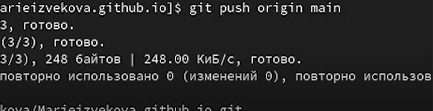 arieizvekova.github.io]$ git push origin main
3, готово.
(3/3), готово.
3/3), 248 байтов | 248.00 КиБ/с, готово.
повторно использовано 0 (изменений 0), повторно использов
kova/Marieizvekova.github.io.git